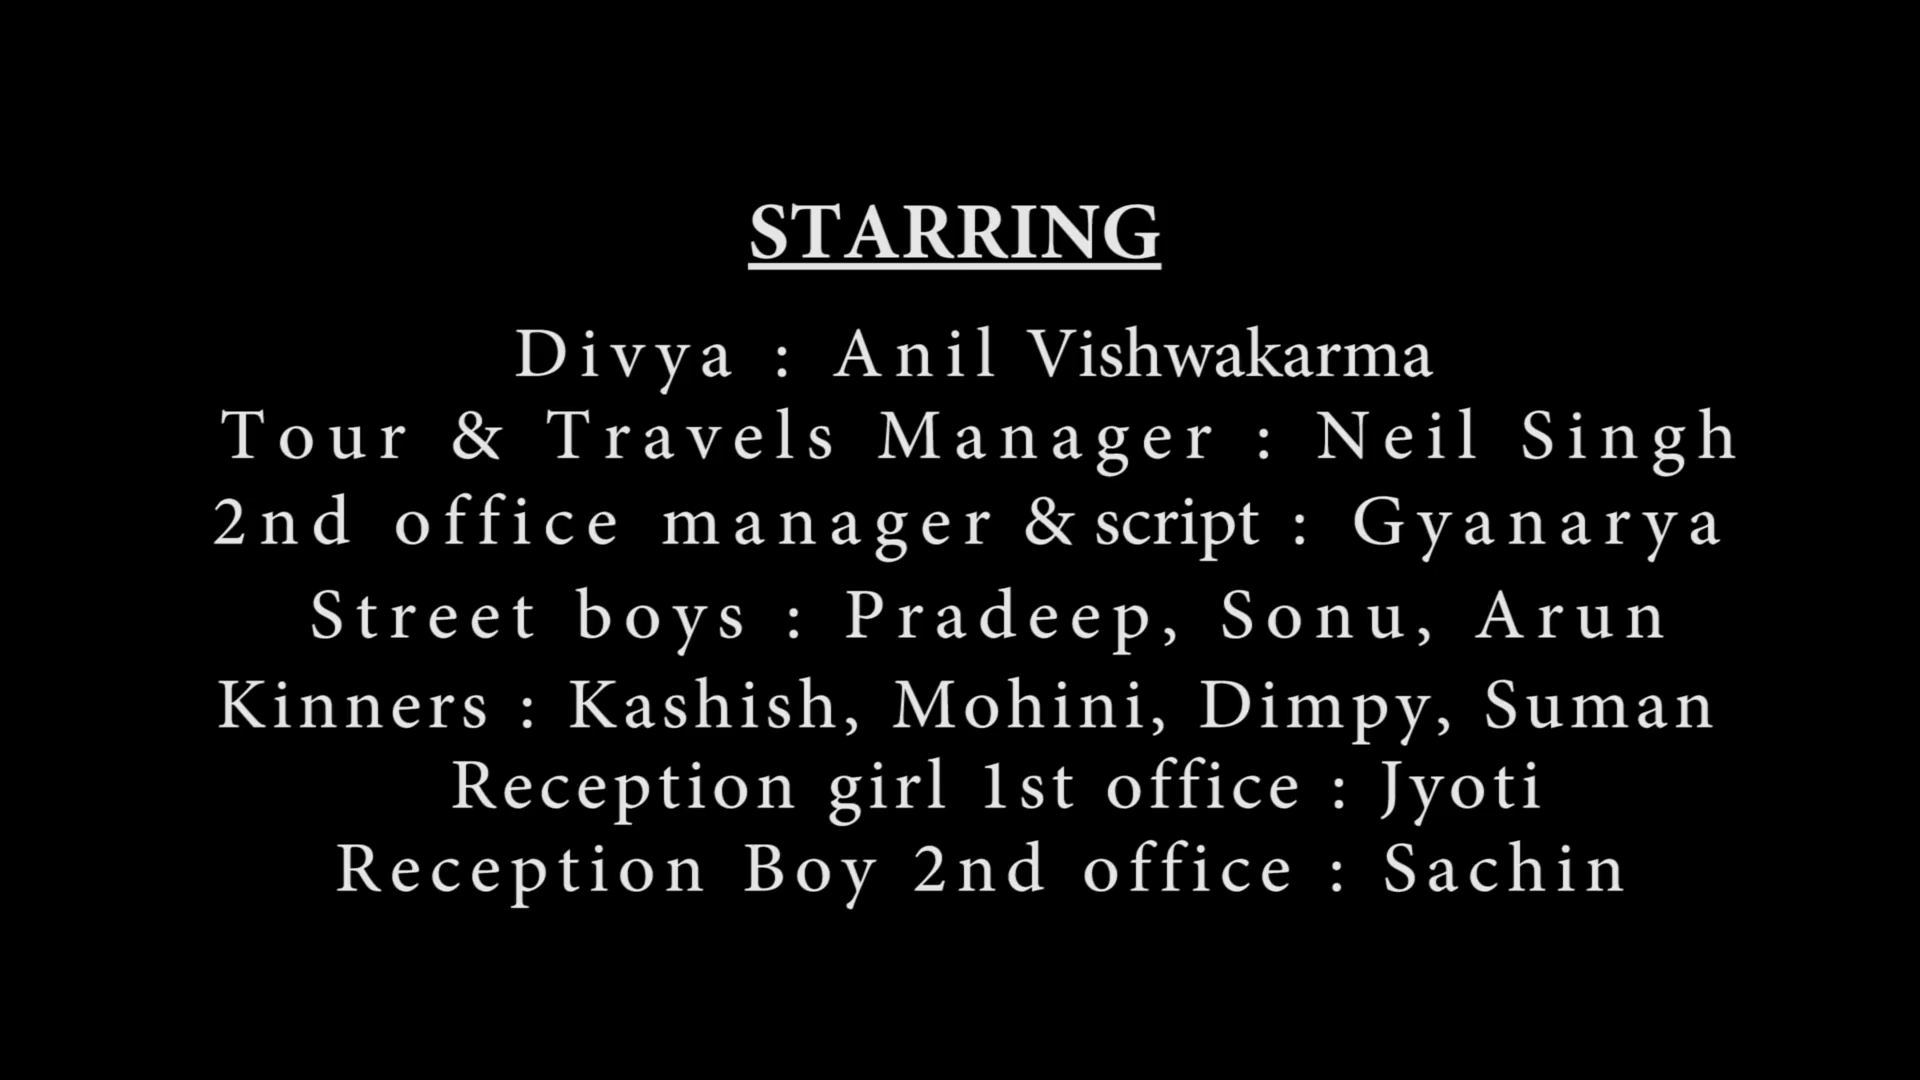 STARRING
Divya : Anil Vishwakarma
Tour & Travels Manager : Neil Singh
2nd office manager & script : Gyanarya
Street boys : Pradeep, Sonu, Arun
Kinners : Kashish, Mohini, Dimpy, Suman
Reception girl 1st office : Jyoti
Reception Boy 2nd office : Sachin